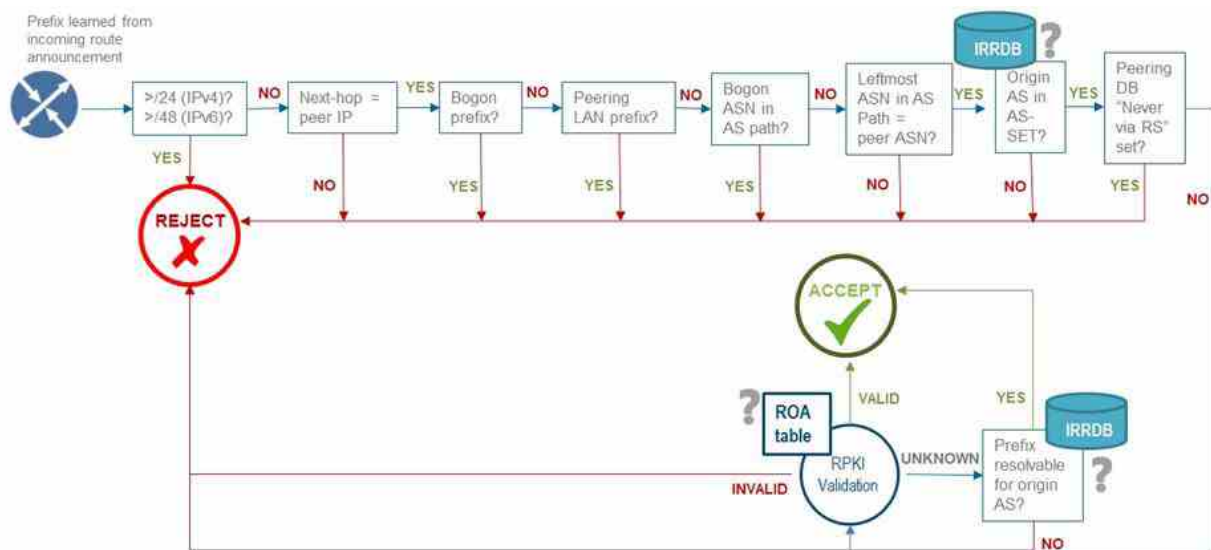 Prefix learned from
incoming route
announcement
>/24 (IPv4)?
>/48 (IPv6)?
NO
YES
Next-hop =
peer IP
YES
NO
Bogon
prefix?
NO
YES
Peering
LAN prefix?
NO
YES
Bogon
ASN in
AS path?
NO
YES
Leftmost
ASN in AS
Path =
peer ASN?
YES
NO
IRRDB
?
Origin
AS in
AS-
SET?
YES
NO
Peering
DB
"Never
via RS"
set?
YES
NO
REJECT
ACCEPT
?
ROA
table
VALID
YES
RPKI
Validation
INVALID
UNKNOWN
IRRDB
?
Prefix
resolvable
for origin
AS?
NO